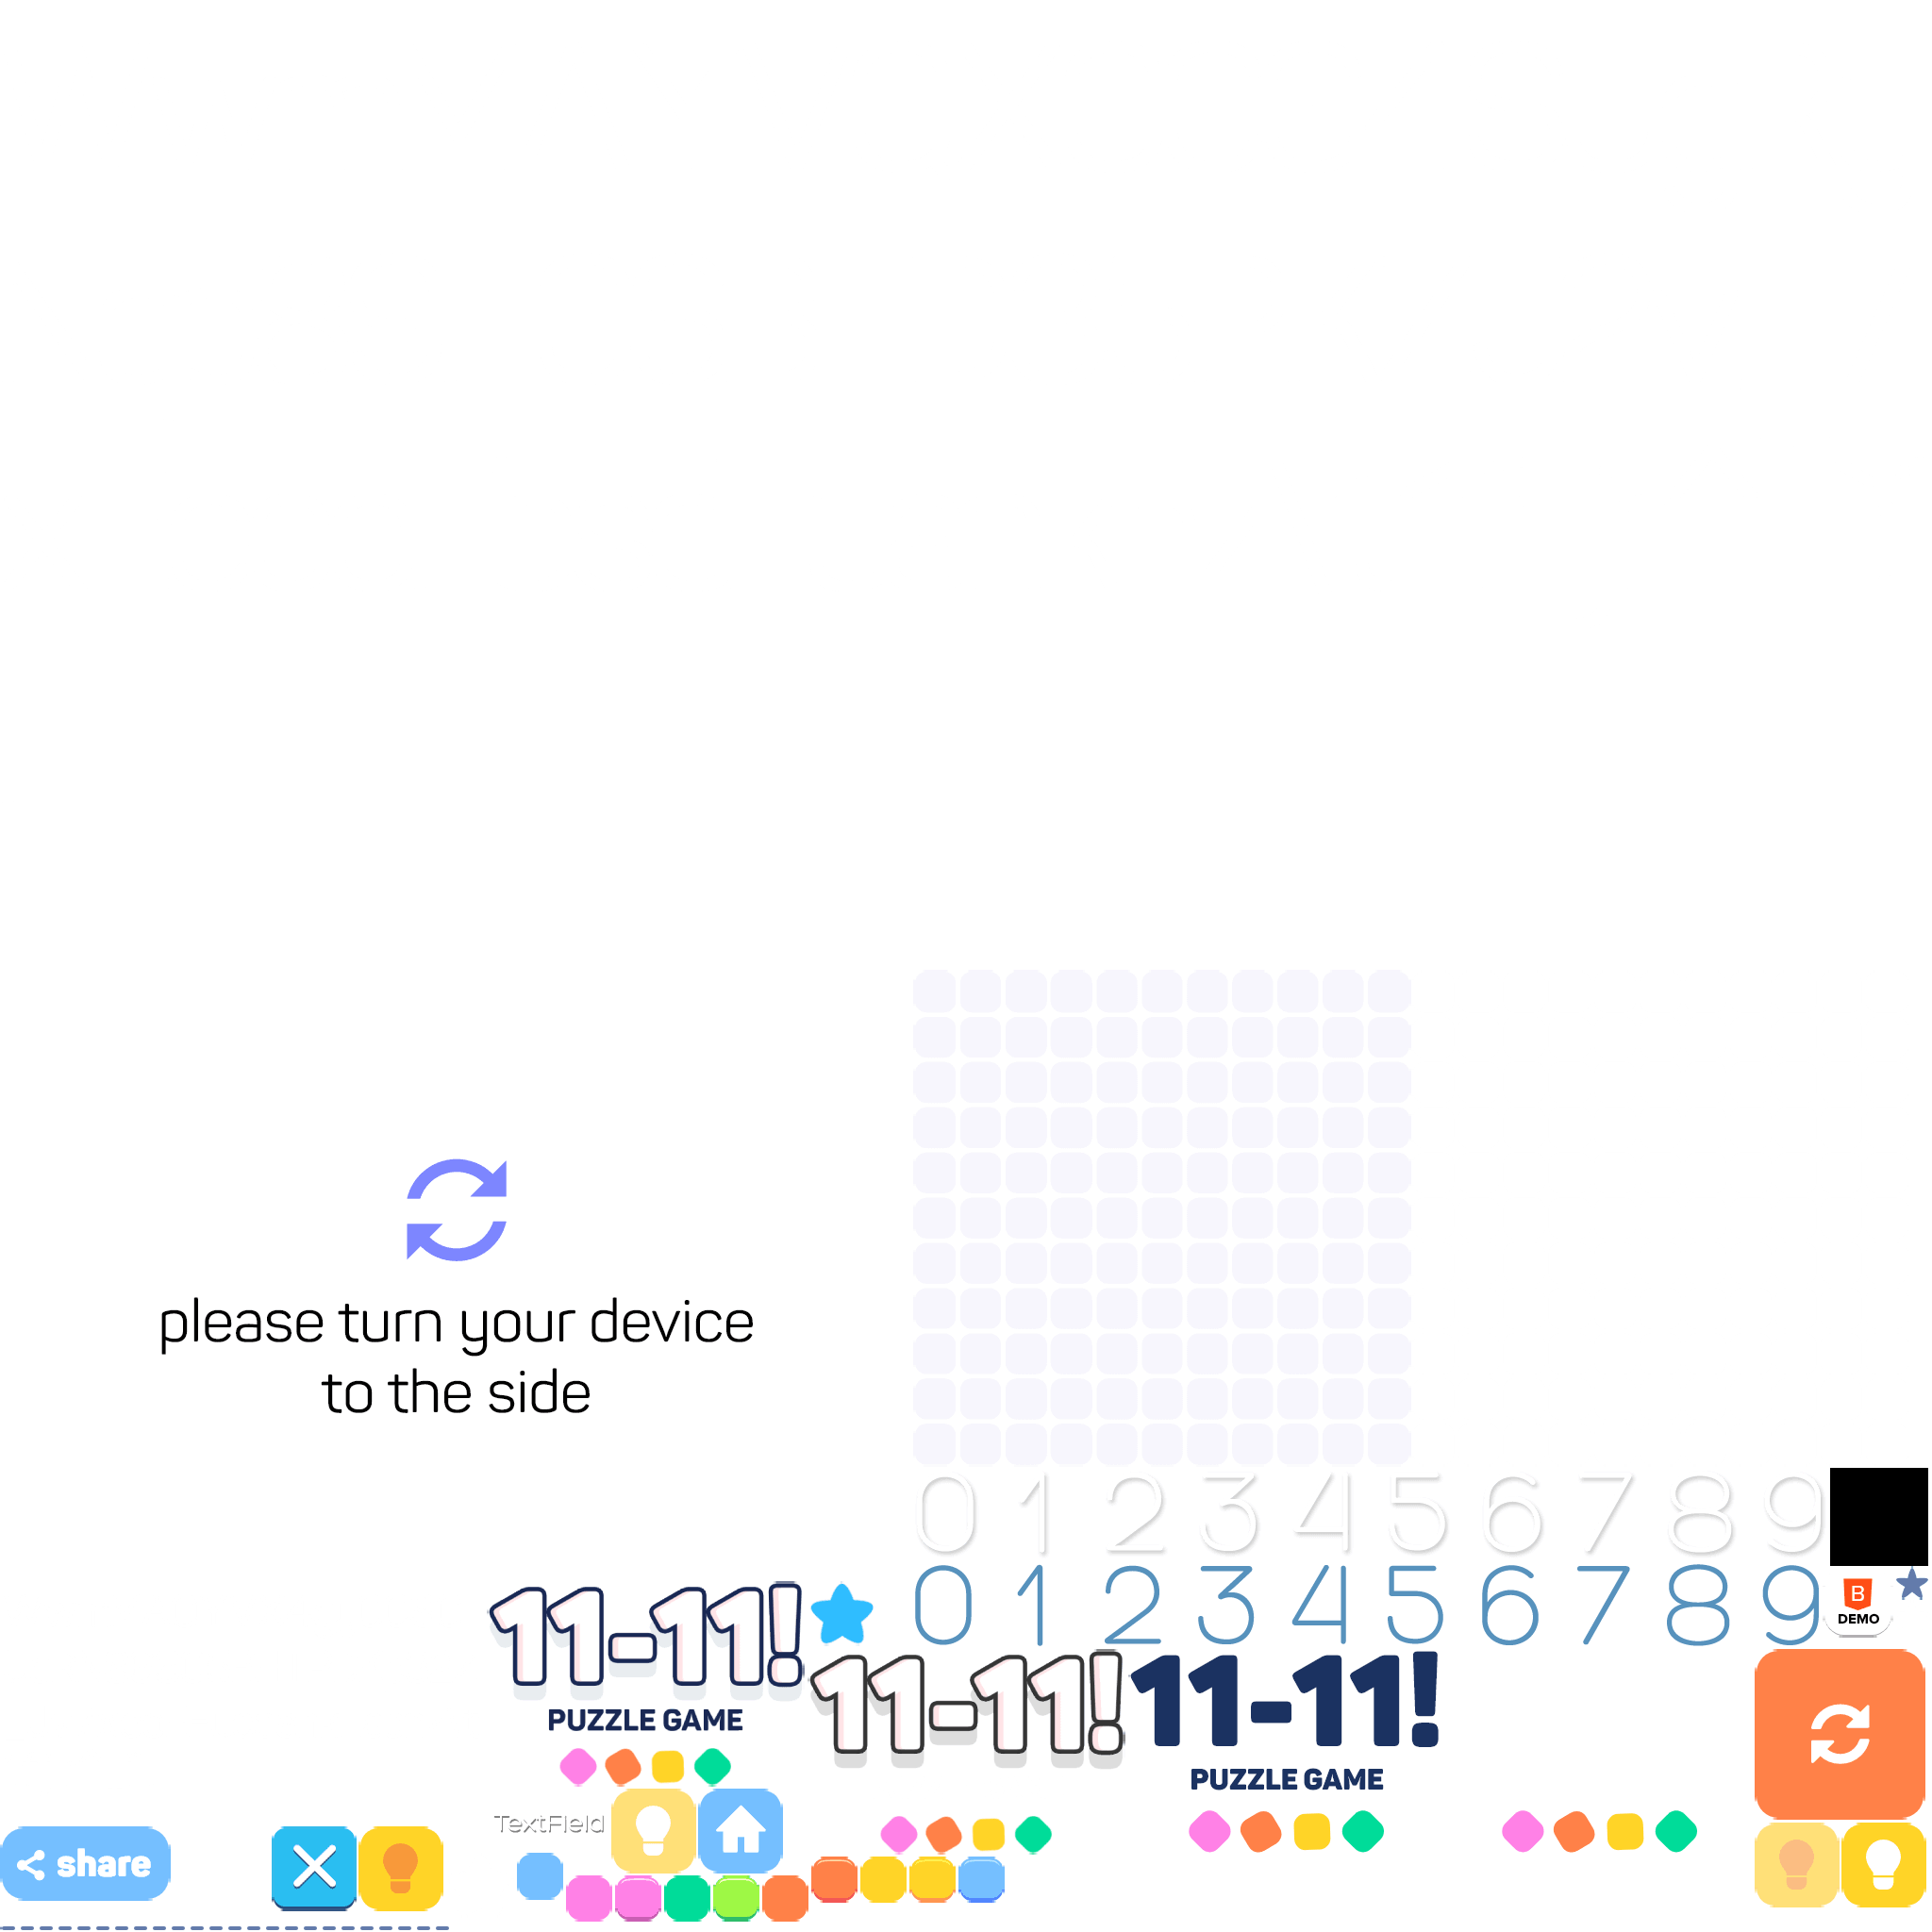 please turn your device
to the side
0 1 2 3 4 5 6 7 8 9
0 1 2 3 4 5 6 7 8 9
B
DEMO
11-11!
PUZZLE GAME
11-11!
11-11!
PUZZLE GAME
TextField
share